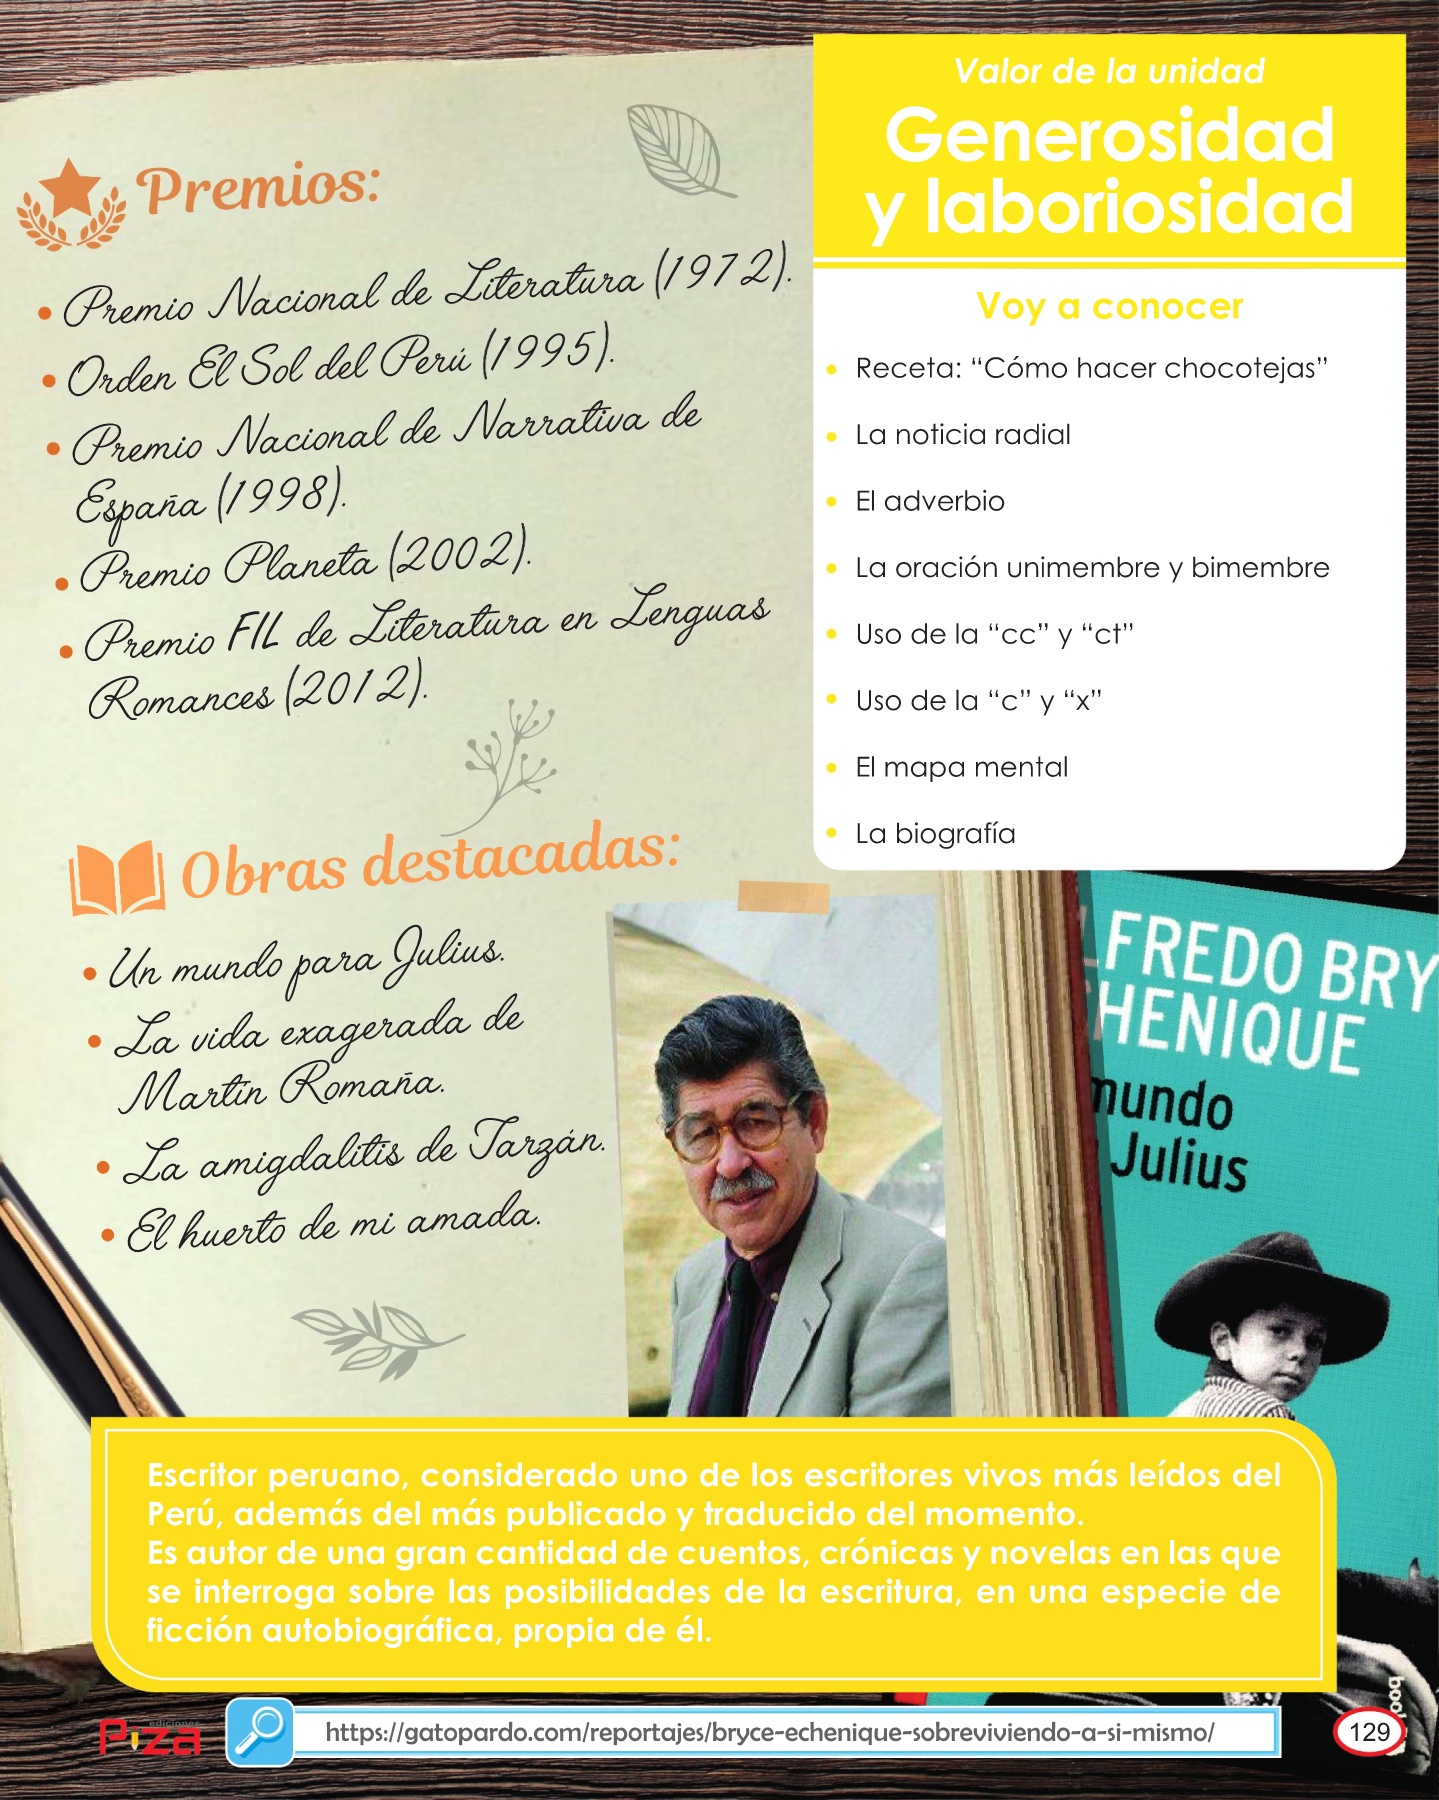 Premios:
• Premio Nacional de Literatura (1972).
• Orden El Sol del Perú (1995).
• Premio Nacional de Narrativa de
España (1998).
• Premio Planeta (2002).
• Premio FIL de Literatura en Lenguas
Romances (2012).
Obras destacadas:
• Un mundo para Julius.
• La vida exagerada de
Martín Romaña.
• La amigdalitis de Tarzán.
• El huerto de mi amada.
Valor de la unidad
Generosidad
y laboriosidad
Voy a conocer
• Receta: “Cómo hacer chocotejas”
• La noticia radial
• El adverbio
• La oración unimembre y bimembre
• Uso de la “cc” y “ct”
• Uso de la “c” y “x”
• El mapa mental
• La biografía
LFREDO BRY
CHENIQUE
mundo
Julius
Escritor peruano, considerado uno de los escritores vivos más leídos del
Perú, además del más publicado y traducido del momento.
Es autor de una gran cantidad de cuentos, crónicas y novelas en las que
se interroga sobre las posibilidades de la escritura, en una especie de
ficción autobiográfica, propia de él.
ediciones
Piza
https://gatopardo.com/reportajes/bryce-echenique-sobreviviendo-a-si-mismo/
129